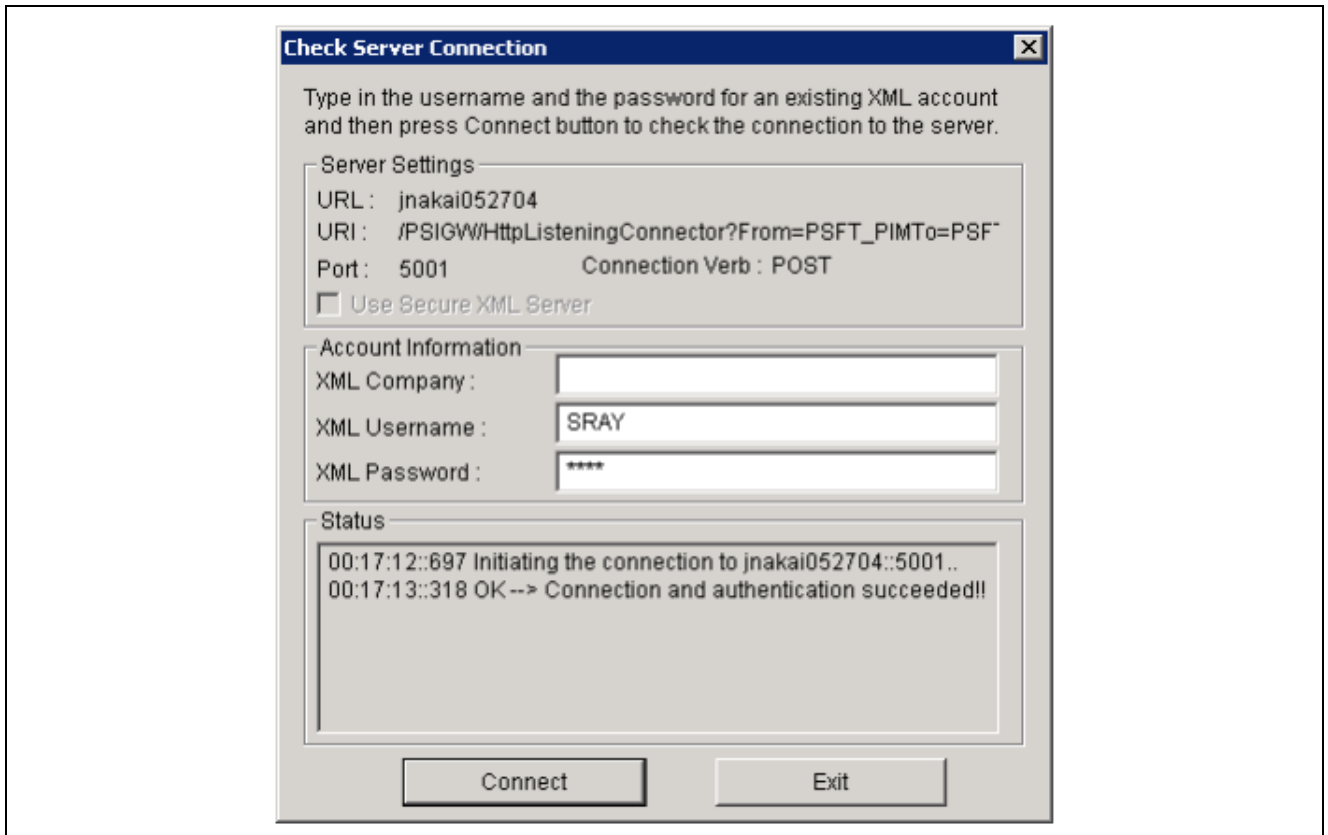 Check Server Connection
Type in the username and the password for an existing XML account
and then press Connect button to check the connection to the server.
Server Settings
URL : jnakai052704
URI : /PSIGW/HttpListeningConnector?From=PSFT_PIMTo=PSFT
Port : 5001 Connection Verb : POST
Use Secure XML Server
Account Information
XML Company :
XML Username : SRAY
XML Password : ****
Status
00:17:12::697 Initiating the connection to jnakai052704::5001..
00:17:13::318 OK --> Connection and authentication succeeded!!
Connect Exit